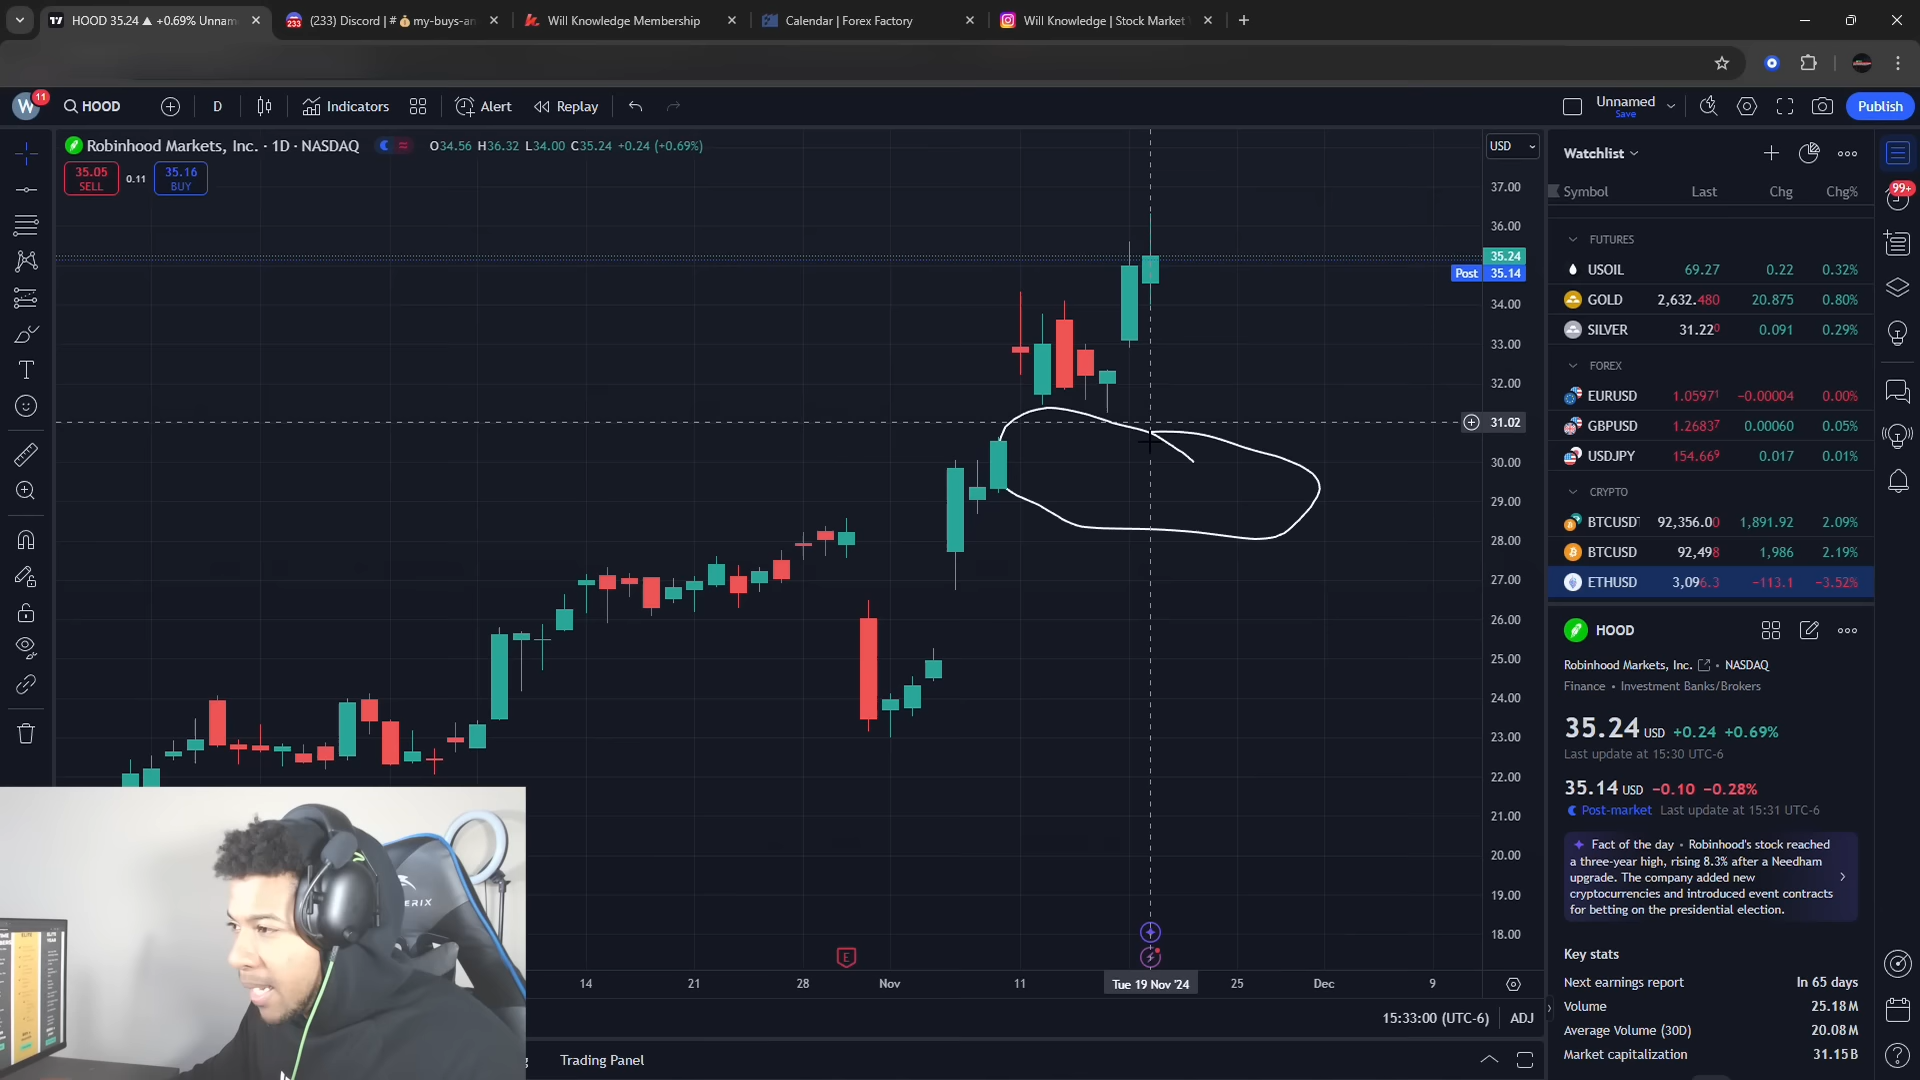 HOOD 35.24 ▲ +0.69% Unnam
(233) Discord | # 💰my-buys-an
Will Knowledge Membership
Calendar | Forex Factory
Will Knowledge | Stock Market
W 11
HOOD
D
Indicators
Alert
Replay
Unnamed
Save
Publish
Robinhood Markets, Inc. · 1D · NASDAQ
O34.56 H36.32 L34.00 C35.24 +0.24 (+0.69%)
35.05
SELL
0.11
35.16
BUY
USD
37.00
36.00
35.24
Post 35.14
34.00
33.00
32.00
31.02
30.00
29.00
28.00
27.00
26.00
25.00
24.00
23.00
22.00
21.00
20.00
19.00
18.00
E
14
21
28
Nov
11
Tue 19 Nov '24
25
Dec
9
15:33:00 (UTC-6)
ADJ
Trading Panel
Watchlist
Symbol Last Chg Chg%
FUTURES
USOIL 69.27 0.22 0.32%
GOLD 2,632.480 20.875 0.80%
SILVER 31.220 0.091 0.29%
FOREX
EURUSD 1.05971 −0.00004 0.00%
GBPUSD 1.26837 0.00060 0.05%
USDJPY 154.669 0.017 0.01%
CRYPTO
BTCUSDT 92,356.00 1,891.92 2.09%
BTCUSD 92,498 1,986 2.19%
ETHUSD 3,096.3 −113.1 −3.52%
HOOD
Robinhood Markets, Inc. • NASDAQ
Finance • Investment Banks/Brokers
35.24 USD +0.24 +0.69%
Last update at 15:30 UTC-6
35.14 USD −0.10 −0.28%
Post-market Last update at 15:31 UTC-6
Fact of the day • Robinhood's stock reached
a three-year high, rising 8.3% after a Needham
upgrade. The company added new
cryptocurrencies and introduced event contracts
for betting on the presidential election.
Key stats
Next earnings report In 65 days
Volume 25.18 M
Average Volume (30D) 20.08 M
Market capitalization 31.15 B
99+
ERIX